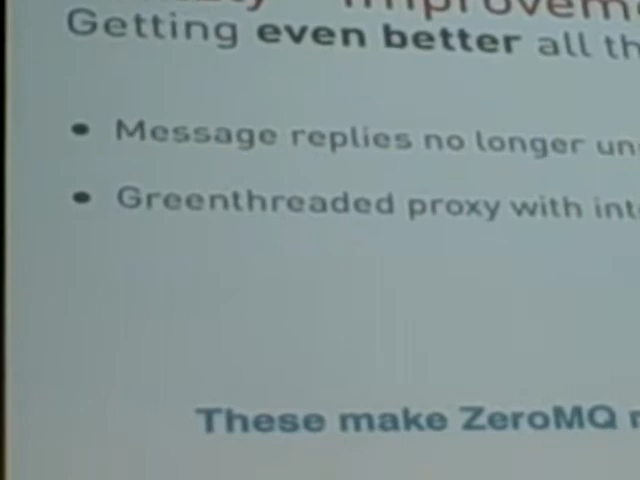 Getting even better all th
Message replies no longer un
Greenthreaded proxy with int
These make ZeroMQ